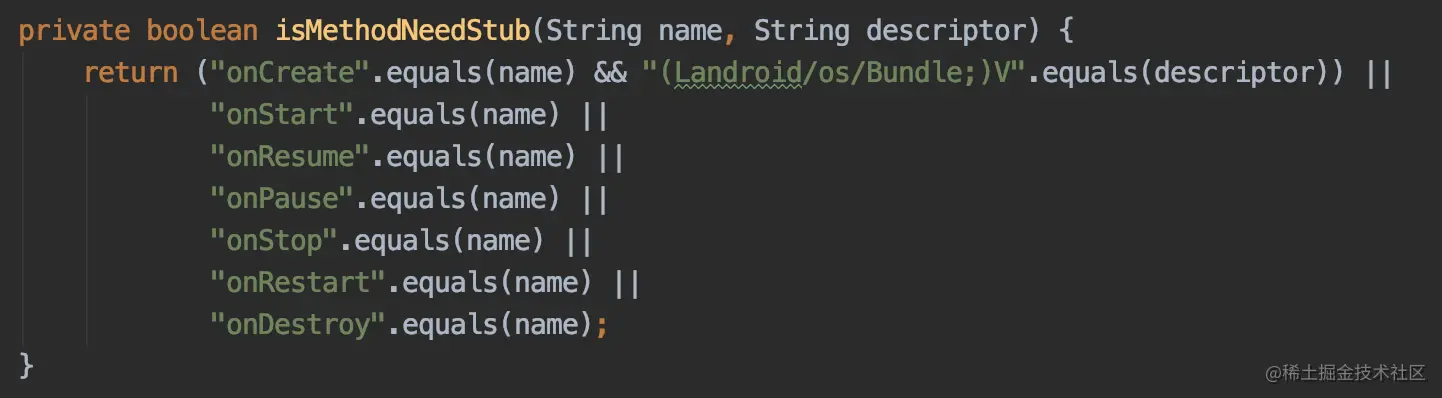 private boolean isMethodNeedStub(String name, String descriptor) {
return ("onCreate".equals(name) && "(Landroid/os/Bundle;)V".equals(descriptor)) ||
"onStart".equals(name) ||
"onResume".equals(name) ||
"onPause".equals(name) ||
"onStop".equals(name) ||
"onRestart".equals(name) ||
"onDestroy".equals(name);
}
@稀土掘金技术社区